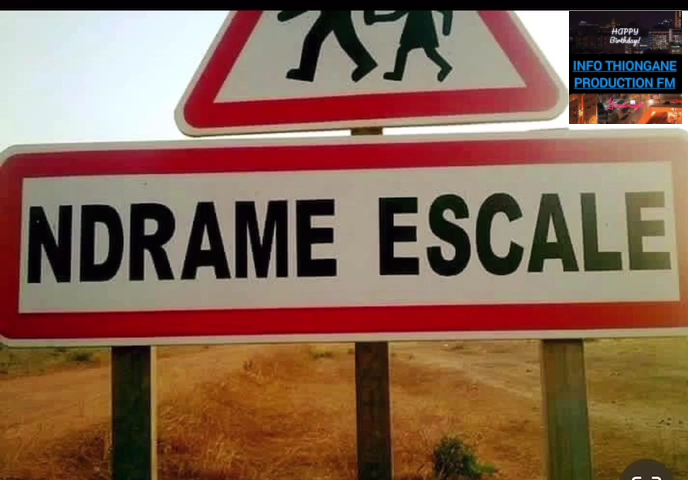 HAPPY
Birthday!
INFO THIONGANE
PRODUCTION FM
NDRAME ESCALE